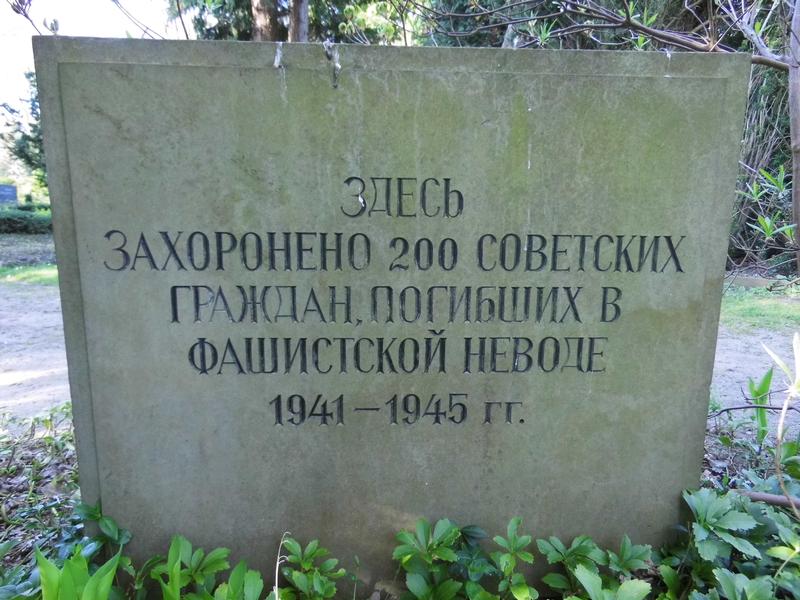 ЗДЕСЬ
ЗАХОРОНЕНО 200 СОВЕТСКИХ
ГРАЖДАН, ПОГИБШИХ В
ФАШИСТСКОЙ НЕВОДЕ
1941 – 1945 гг.